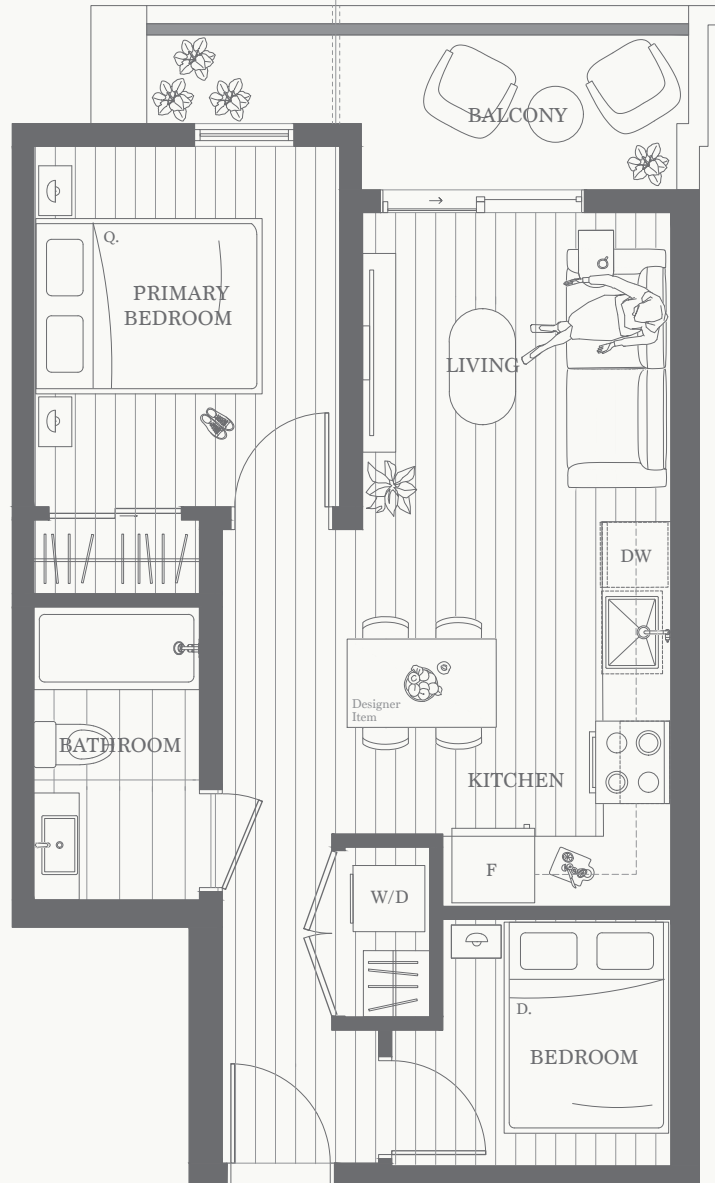 BALCONY
Q.
PRIMARY
BEDROOM
LIVING
DW
Designer
Item
BATHROOM
KITCHEN
F
W/D
D.
BEDROOM